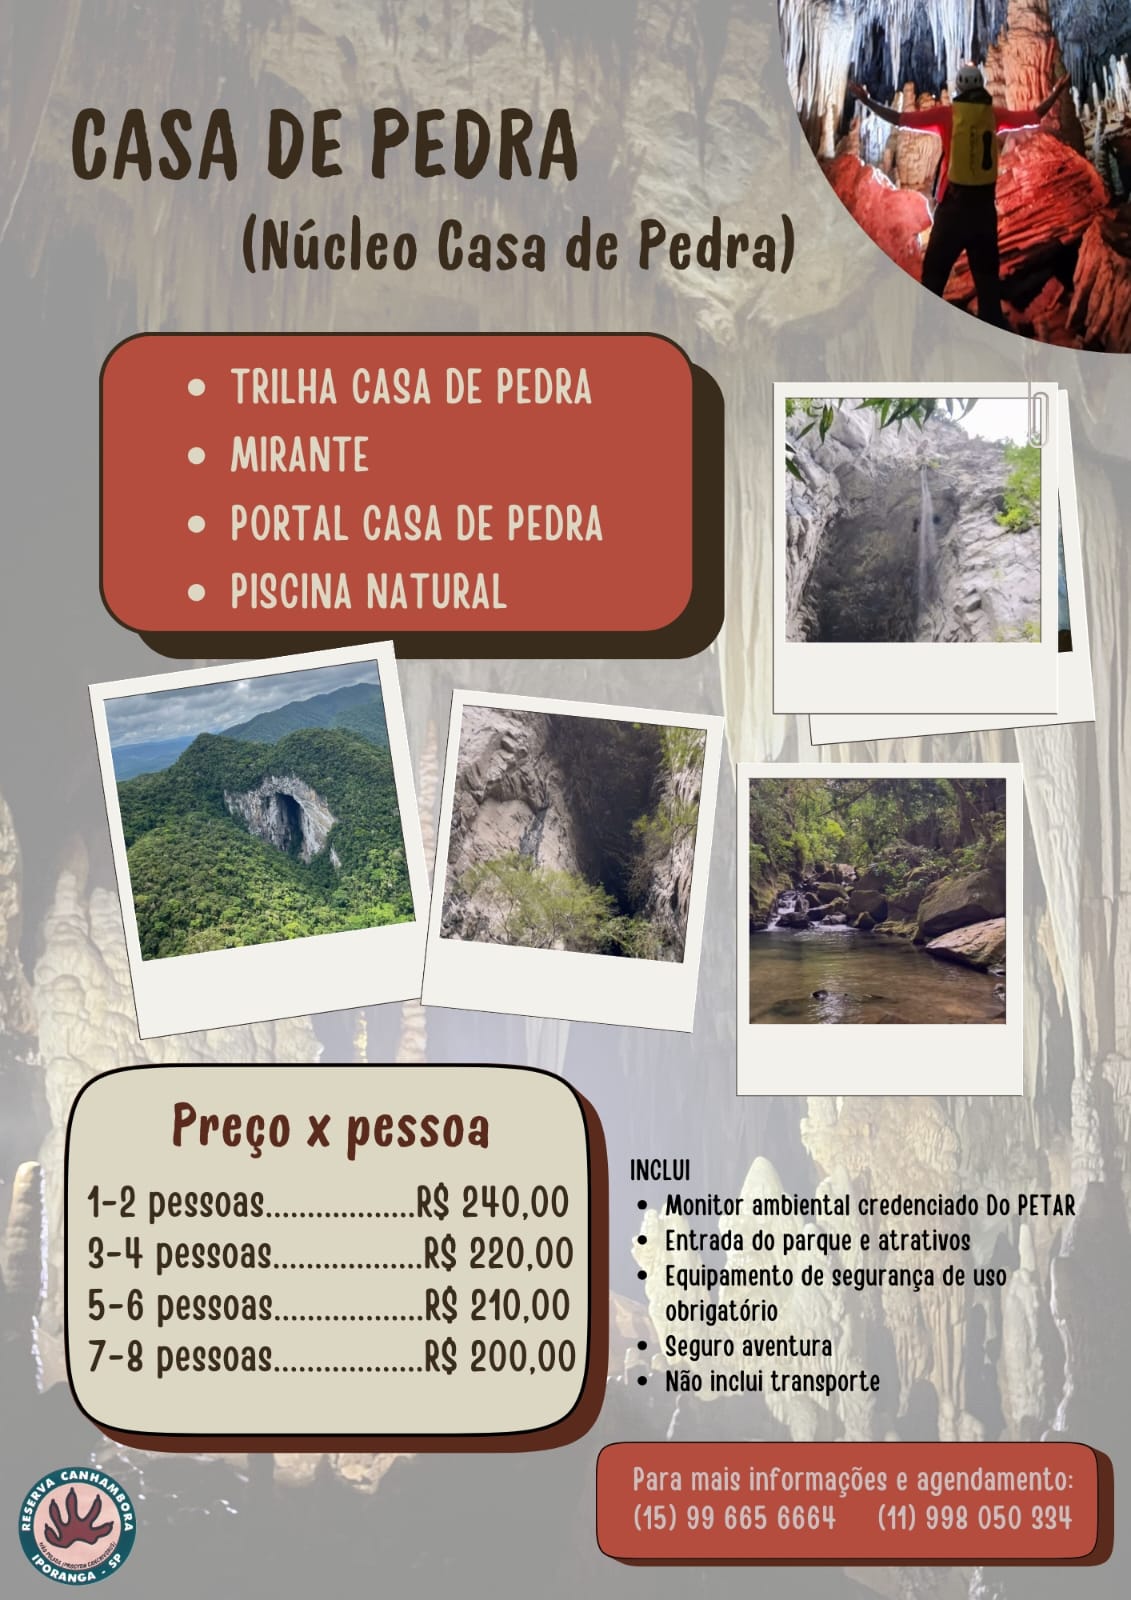 CASA DE PEDRA
(Núcleo Casa de Pedra)
• TRILHA CASA DE PEDRA
• MIRANTE
• PORTAL CASA DE PEDRA
• PISCINA NATURAL
Preço x pessoa
1-2 pessoas..................R$ 240,00
3-4 pessoas..................R$ 220,00
5-6 pessoas..................R$ 210,00
7-8 pessoas..................R$ 200,00
INCLUI
• Monitor ambiental credenciado Do PETAR
• Entrada do parque e atrativos
• Equipamento de segurança de uso
obrigatório
• Seguro aventura
• Não inclui transporte
Para mais informações e agendamento:
(15) 99 665 6664 (11) 998 050 334
RESERVA CANHAMBORA
IPORANGA - SP